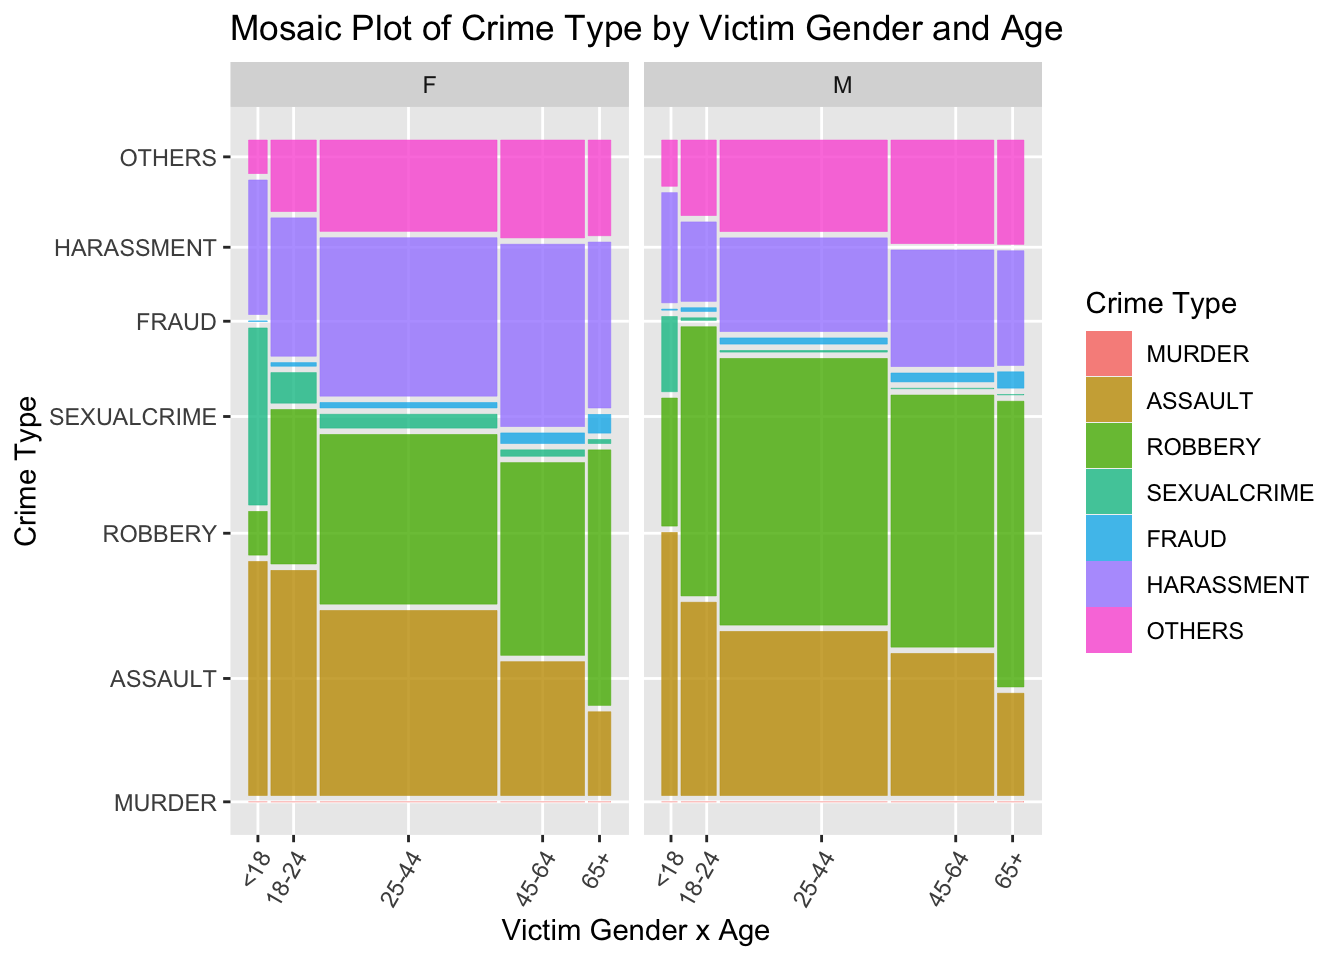 Mosaic Plot of Crime Type by Victim Gender and Age
F
M
OTHERS
HARASSMENT
FRAUD
SEXUALCRIME
ROBBERY
ASSAULT
MURDER
Crime Type
<18
18-24
25-44
45-64
65+
<18
18-24
25-44
45-64
65+
Victim Gender x Age
Crime Type
MURDER
ASSAULT
ROBBERY
SEXUALCRIME
FRAUD
HARASSMENT
OTHERS